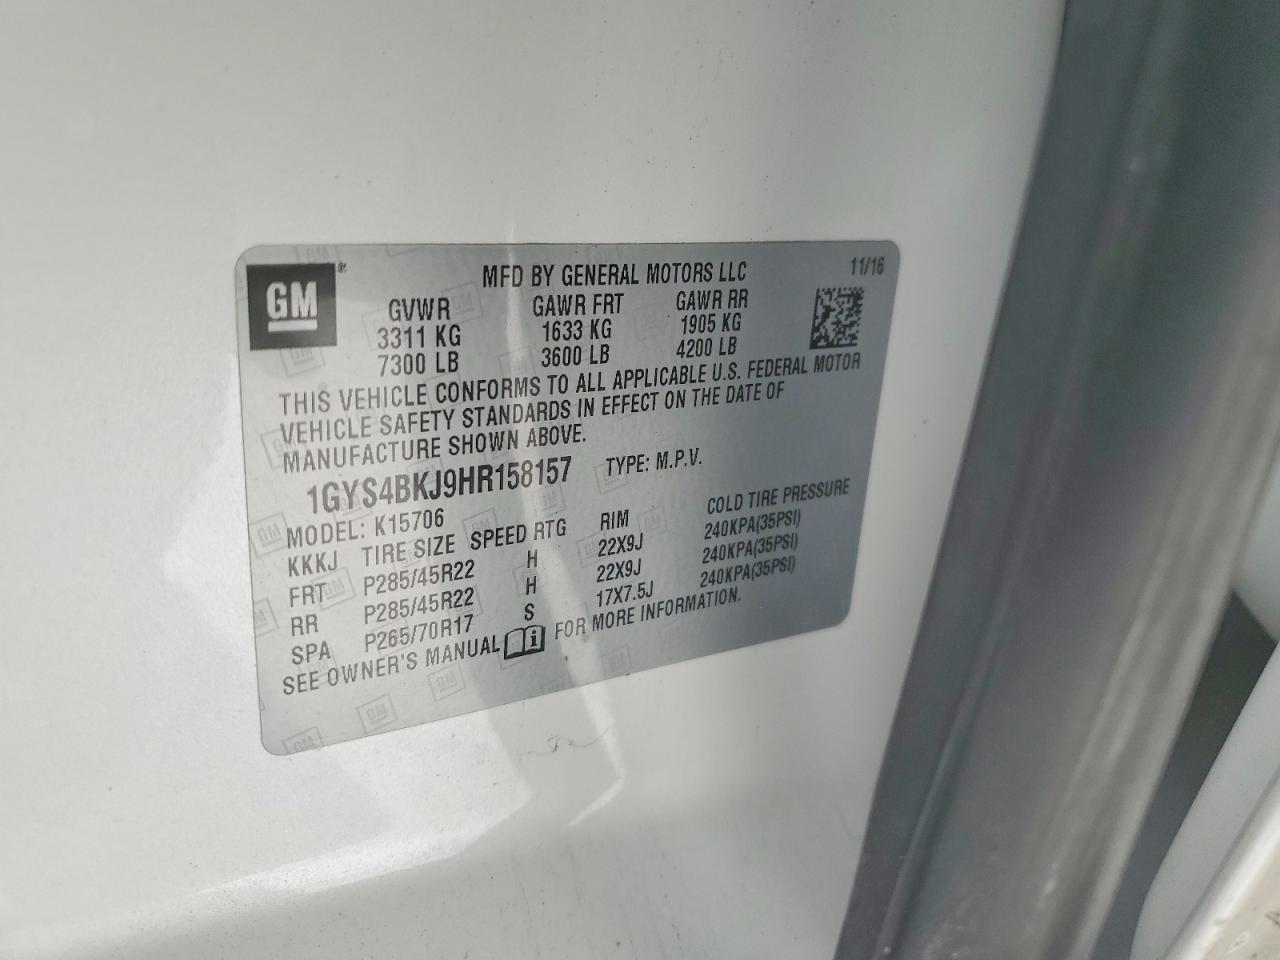 GM
MFD BY GENERAL MOTORS LLC 11/16
GVWR GAWR FRT GAWR RR
3311 KG 1633 KG 1905 KG
7300 LB 3600 LB 4200 LB
THIS VEHICLE CONFORMS TO ALL APPLICABLE U.S. FEDERAL MOTOR
VEHICLE SAFETY STANDARDS IN EFFECT ON THE DATE OF
MANUFACTURE SHOWN ABOVE.
1GYS4BKJ9HR158157 TYPE: M.P.V.
MODEL: K15706
KKKJ TIRE SIZE SPEED RTG RIM COLD TIRE PRESSURE
FRT P285/45R22 H 22X9J 240KPA(35PSI)
RR P285/45R22 H 22X9J 240KPA(35PSI)
SPA P265/70R17 S 17X7.5J 240KPA(35PSI)
SEE OWNER'S MANUAL FOR MORE INFORMATION.